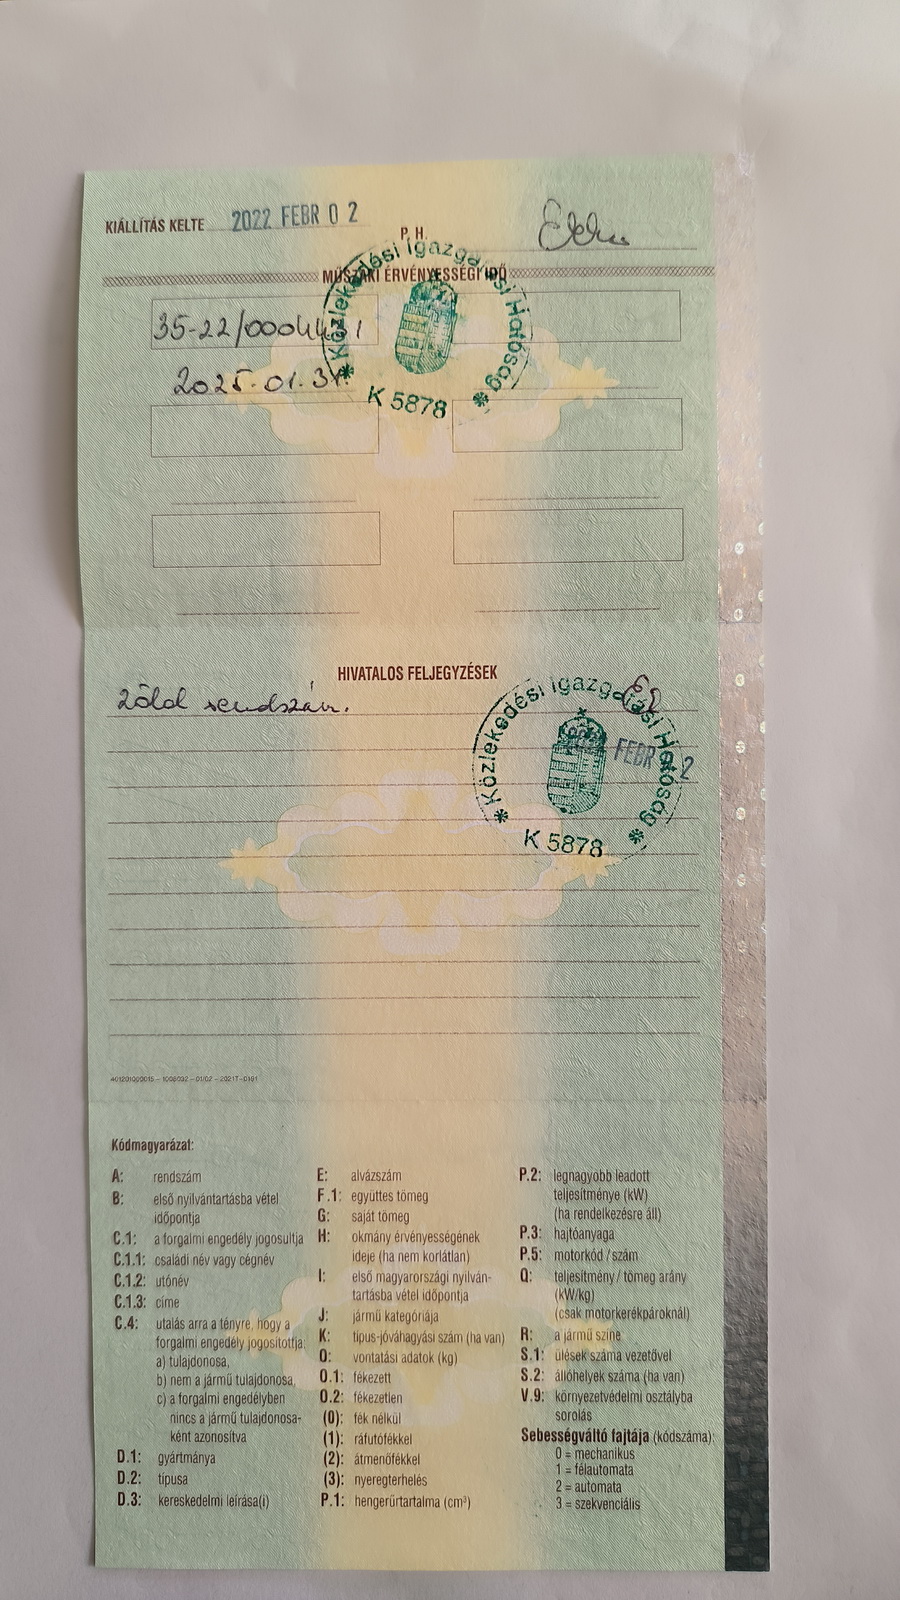 KIÁLLÍTÁS KELTE 2022 FEBR 0 2
P. H.
MŰSZAKI ÉRVÉNYESSÉGI IDŐ
Közlekedési Igazgatási Hatóság
K 5878
2025.01.31.
HIVATALOS FELJEGYZÉSEK
zöld rendszám.
Közlekedési Igazgatási Hatóság
FEBR 2
K 5878
Kódmagyarázat:
A: rendszám
B: első nyilvántartásba vétel
időpontja
C.1: a forgalmi engedély jogosultja
C.1.1: családi név vagy cégnév
C.1.2: utónév
C.1.3: címe
C.4: utalás arra a tényre, hogy a
forgalmi engedély jogosítottja:
a) tulajdonosa,
b) nem a jármű tulajdonosa,
c) a forgalmi engedélyben
nincs a jármű tulajdonosa-
ként azonosítva
D.1: gyártmánya
D.2: típusa
D.3: kereskedelmi leírása(i)
E: alvázszám
F.1: együttes tömeg
G: saját tömeg
H: okmány érvényességének
ideje (ha nem korlátlan)
I: első magyarországi nyilván-
tartásba vétel időpontja
J: jármű kategóriája
K: típus-jóváhagyási szám (ha van)
O: vontatási adatok (kg)
O.1: fékezett
O.2: fékezetlen
(0): fék nélkül
(1): ráfutófékkel
(2): átmenőfékkel
(3): nyeregterhelés
P.1: hengerűrtartalma (cm³)
P.2: legnagyobb leadott
teljesítménye (kW)
(ha rendelkezésre áll)
P.3: hajtóanyaga
P.5: motorkód / szám
Q: teljesítmény / tömeg arány
(kW/kg)
(csak motorkerékpároknál)
R: a jármű színe
S.1: ülések száma vezetővel
S.2: állóhelyek száma (ha van)
V.9: környezetvédelmi osztályba
sorolás
Sebességváltó fajtája (kódszáma):
0 = mechanikus
1 = félautomata
2 = automata
3 = szekvenciális